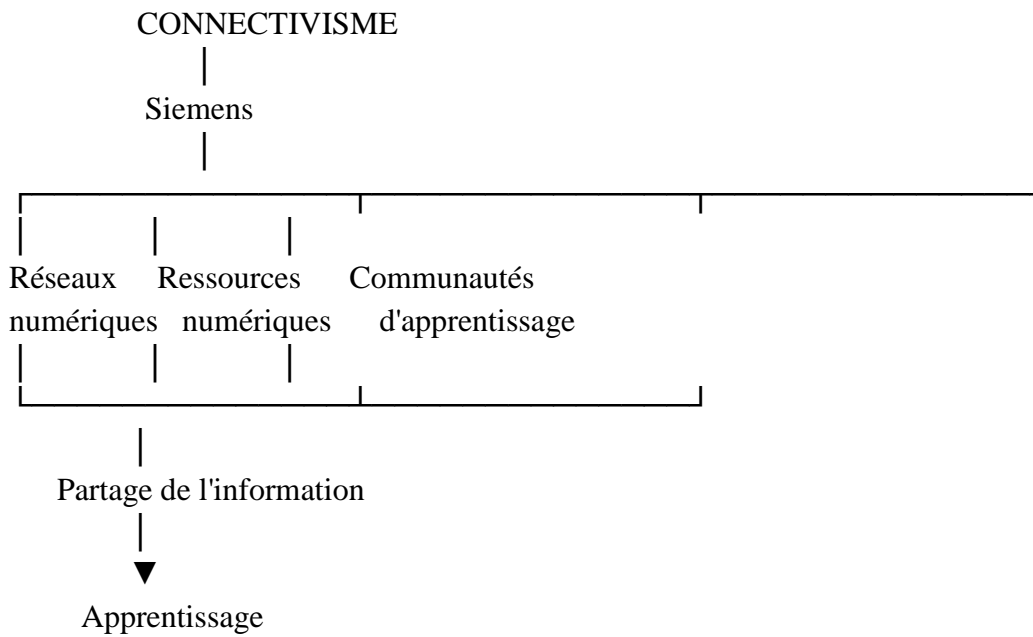 CONNECTIVISME
Siemens
Réseaux Ressources Communautés
numériques numériques d'apprentissage
Partage de l'information
Apprentissage